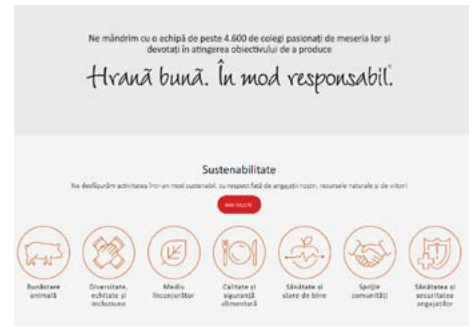 Ne mândrim cu o echipă de peste 4.600 de colegi pasionați de meseria lor și
devotați în atingerea obiectivului de a produce
Hrană bună. În mod responsabil.
Sustenabilitate
Ne desfășurăm activitatea într-un mod sustenabil, cu respect față de angajații noștri, resursele naturale și de viitori
Bunăstare
animală
Diversitate,
echitate și
incluziune
Mediu
înconjurător
Calitate și
siguranță
alimentară
Sănătate și
stare de bine
Sprijin
comunități
Sănătatea și
securitatea
angajaților